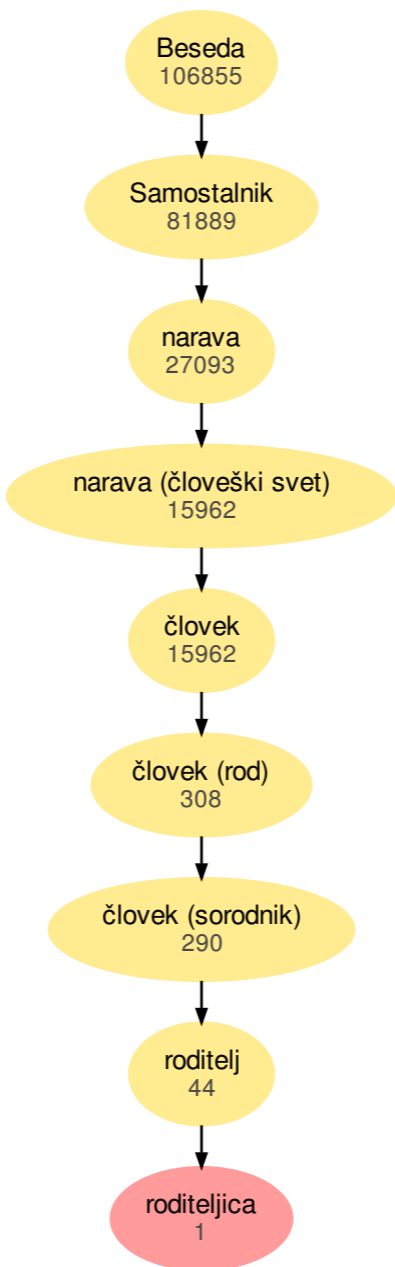 Beseda
106855
Samostalnik
81889
narava
27093
narava (človeški svet)
15962
človek
15962
človek (rod)
308
človek (sorodnik)
290
roditelj
44
roditeljica
1